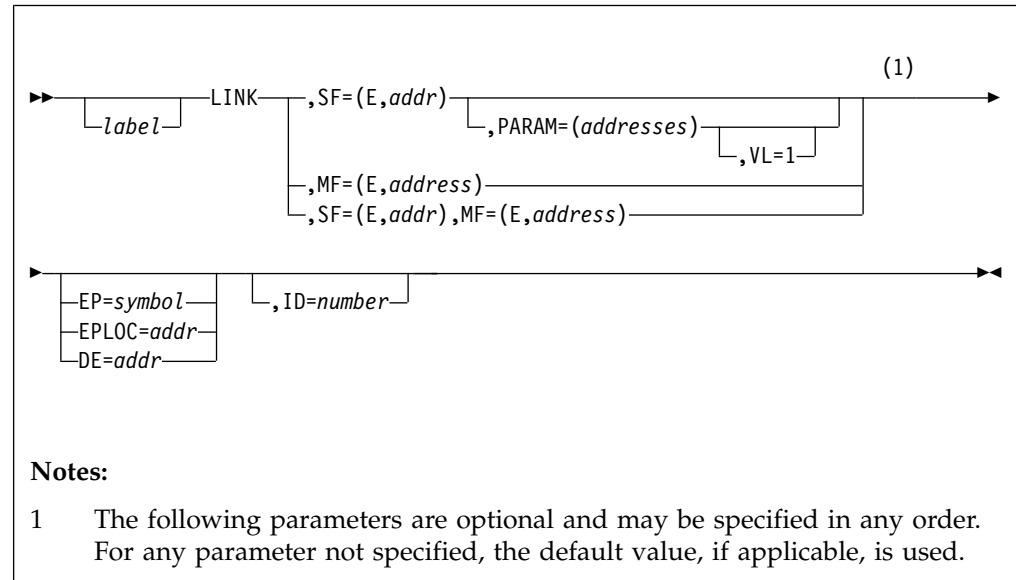 (1)
label LINK ,SF=(E,addr)
,PARAM=(addresses)
,VL=1
,MF=(E,address)
,SF=(E,addr),MF=(E,address)
EP=symbol ,ID=number
EPLOC=addr
DE=addr
Notes:
1 The following parameters are optional and may be specified in any order.
For any parameter not specified, the default value, if applicable, is used.